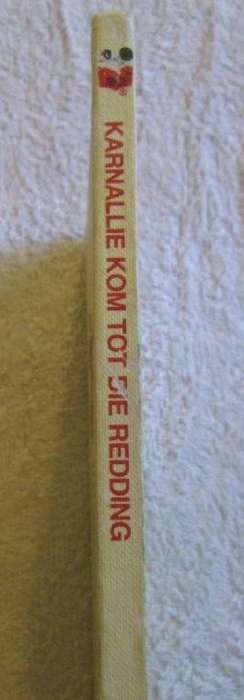 KARNALLIE KOM TOT DIE REDDING